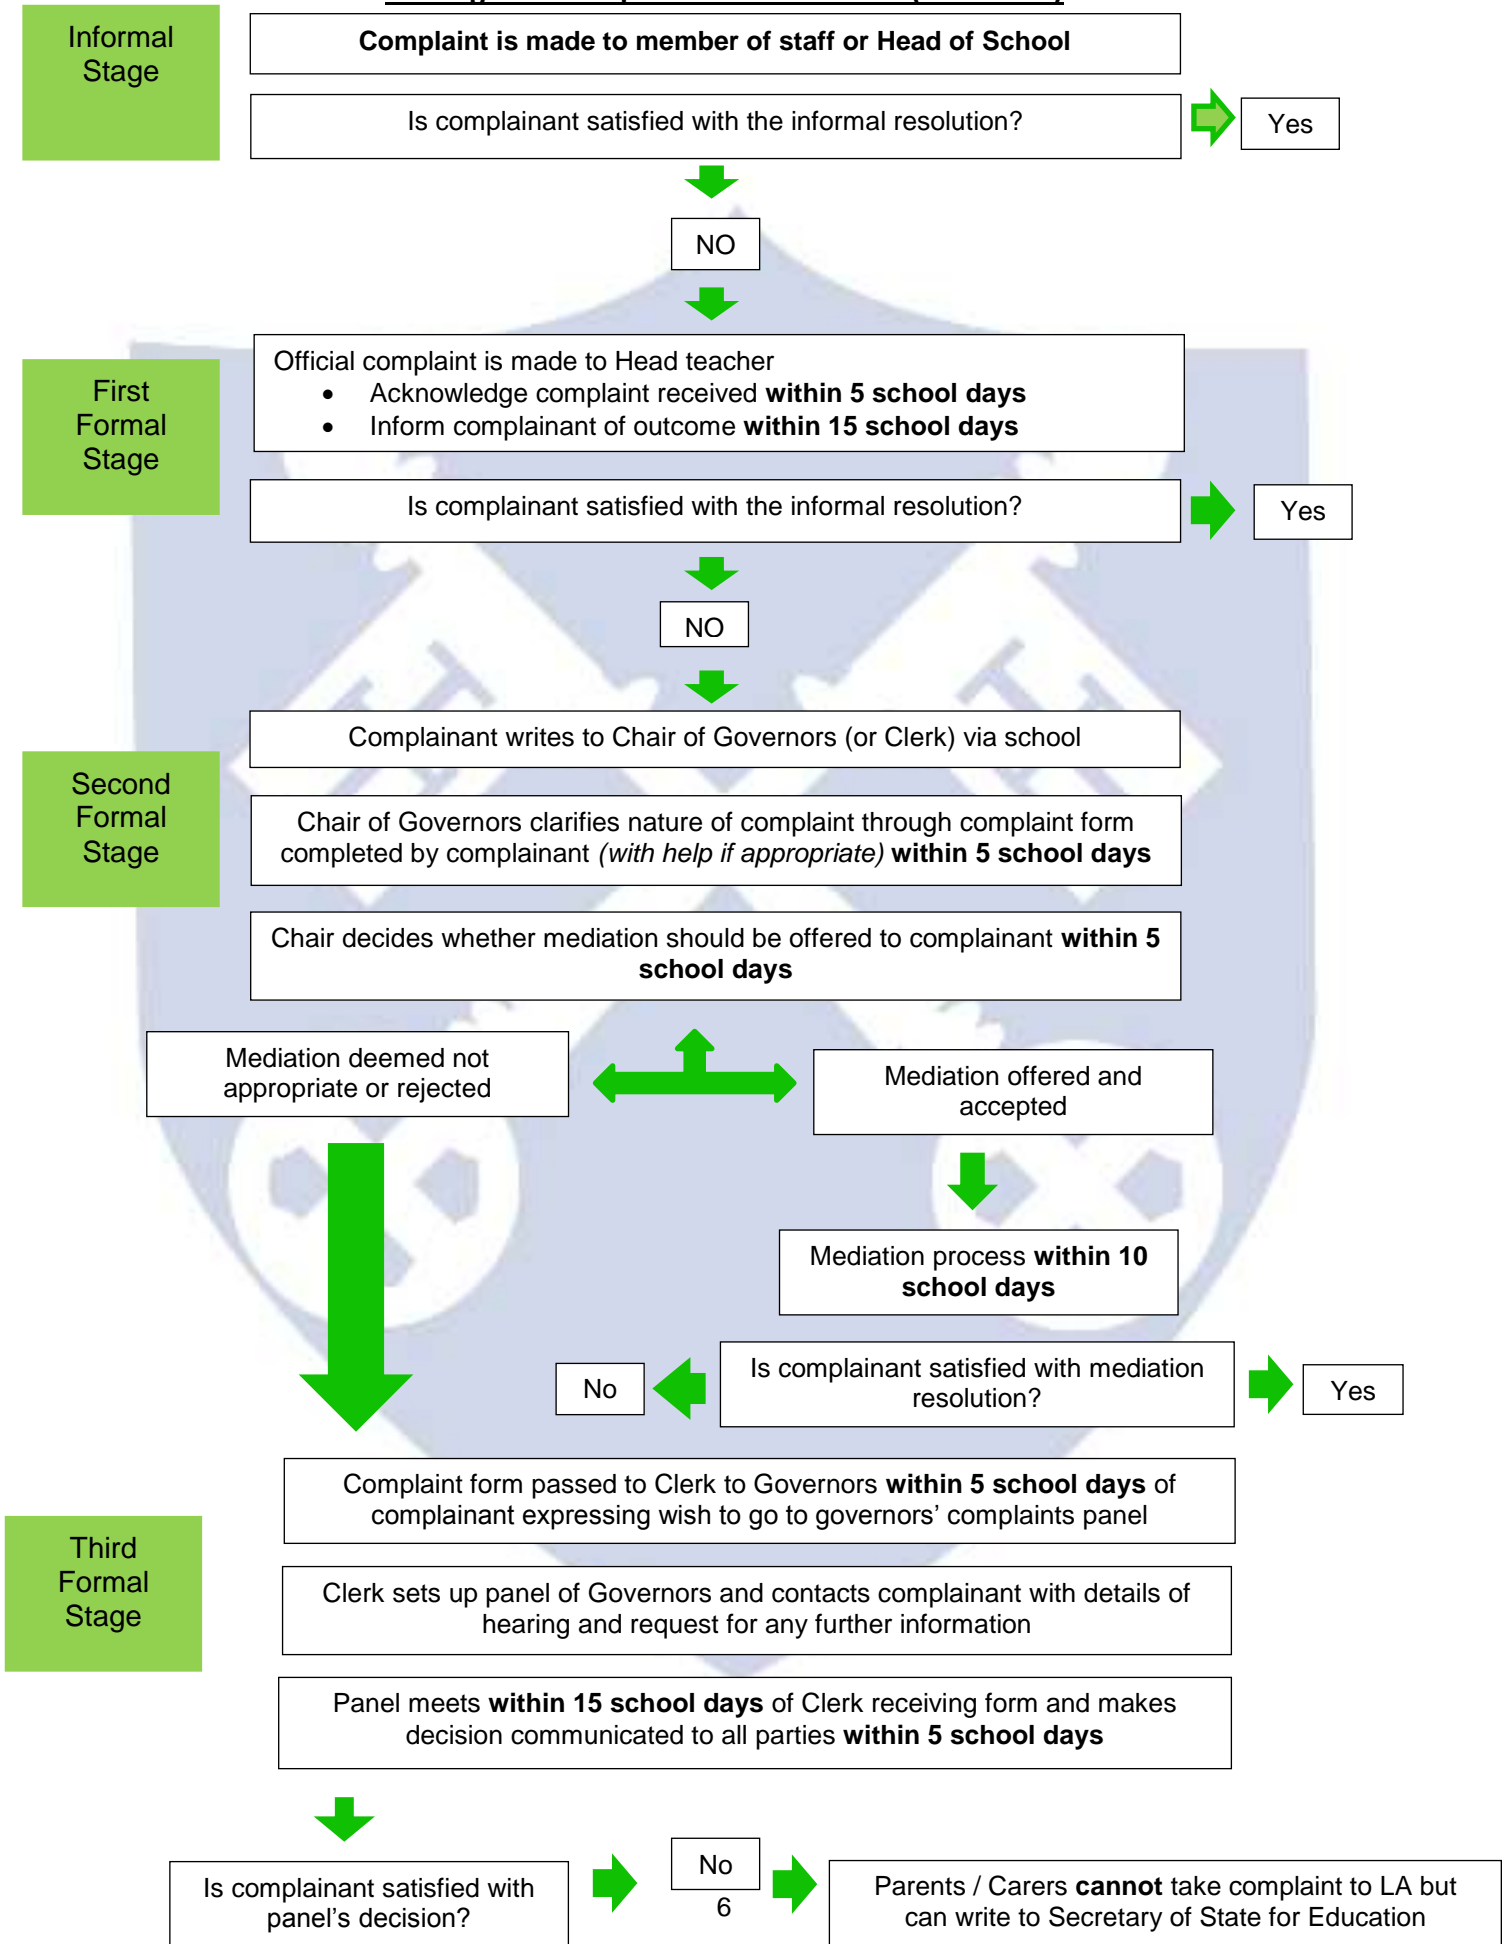 Informal
Stage
Complaint is made to member of staff or Head of School
Is complainant satisfied with the informal resolution?
Yes
NO
First
Formal
Stage
Official complaint is made to Head teacher
• Acknowledge complaint received within 5 school days
• Inform complainant of outcome within 15 school days
Is complainant satisfied with the informal resolution?
Yes
NO
Second
Formal
Stage
Complainant writes to Chair of Governors (or Clerk) via school
Chair of Governors clarifies nature of complaint through complaint form
completed by complainant (with help if appropriate) within 5 school days
Chair decides whether mediation should be offered to complainant within 5
school days
Mediation deemed not
appropriate or rejected
Mediation offered and
accepted
Mediation process within 10
school days
Is complainant satisfied with mediation
resolution?
No
Yes
Third
Formal
Stage
Complaint form passed to Clerk to Governors within 5 school days of
complainant expressing wish to go to governors’ complaints panel
Clerk sets up panel of Governors and contacts complainant with details of
hearing and request for any further information
Panel meets within 15 school days of Clerk receiving form and makes
decision communicated to all parties within 5 school days
Is complainant satisfied with
panel’s decision?
No
6
Parents / Carers cannot take complaint to LA but
can write to Secretary of State for Education